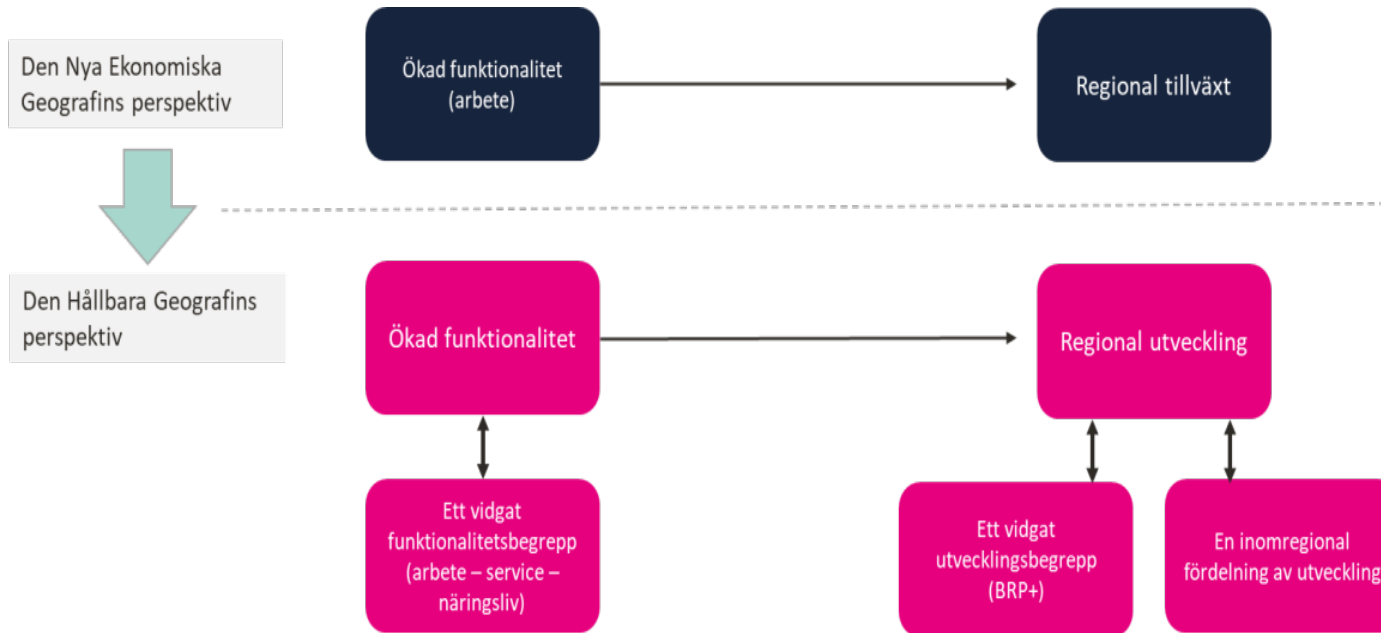 Den Nya Ekonomiska
Geografins perspektiv
Ökad funktionalitet
(arbete)
Regional tillväxt
Den Hållbara Geografins
perspektiv
Ökad funktionalitet
Regional utveckling
Ett vidgat
funktionalitetsbegrepp
(arbete – service –
näringsliv)
Ett vidgat
utvecklingsbegrepp
(BRP+)
En inomregional
fördelning av utveckling